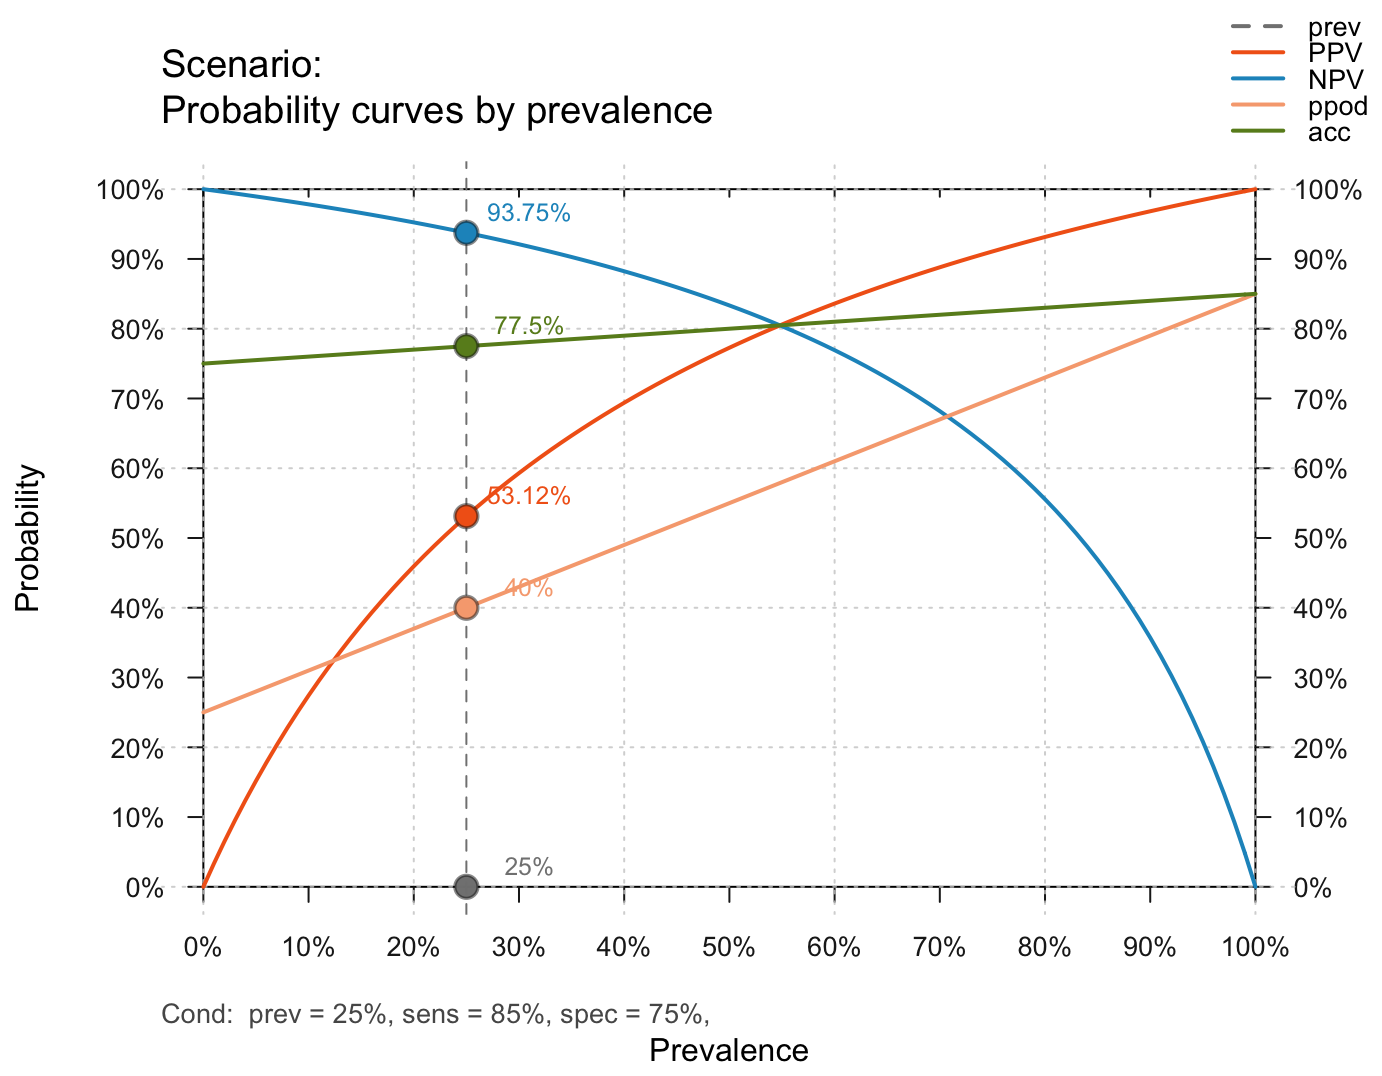 prev
PPV
NPV
ppod
acc
Scenario:
Probability curves by prevalence
100%
90%
80%
70%
60%
50%
40%
30%
20%
10%
0%
Probability
93.75%
77.5%
53.12%
40%
25%
100%
90%
80%
70%
60%
50%
40%
30%
20%
10%
0%
0% 10% 20% 30% 40% 50% 60% 70% 80% 90% 100%
Cond: prev = 25%, sens = 85%, spec = 75%,
Prevalence